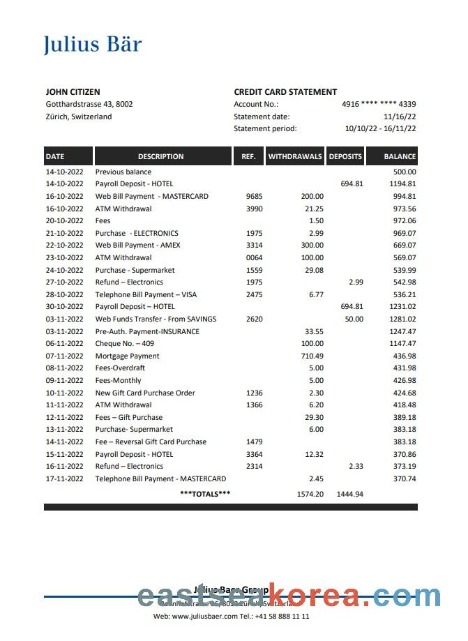 Julius Bär
JOHN CITIZEN CREDIT CARD STATEMENT
Gotthardstrasse 43, 8002 Account No.: 4916 **** **** 4339
Zürich, Switzerland Statement date: 11/16/22
Statement period: 10/10/22 - 16/11/22
DATE DESCRIPTION REF. WITHDRAWALS DEPOSITS BALANCE
14-10-2022 Previous balance 500.00
14-10-2022 Payroll Deposit - HOTEL 694.81 1194.81
16-10-2022 Web Bill Payment - MASTERCARD 9685 200.00 994.81
16-10-2022 ATM Withdrawal 3990 21.25 973.56
20-10-2022 Fees 1.50 972.06
21-10-2022 Purchase - ELECTRONICS 1975 2.99 969.07
22-10-2022 Web Bill Payment - AMEX 3314 300.00 669.07
23-10-2022 ATM Withdrawal 0064 100.00 569.07
24-10-2022 Purchase - Supermarket 1559 29.08 539.99
27-10-2022 Refund – Electronics 1975 2.99 542.98
28-10-2022 Telephone Bill Payment – VISA 2475 6.77 536.21
30-10-2022 Payroll Deposit – HOTEL 694.81 1231.02
03-11-2022 Web Funds Transfer - From SAVINGS 2620 50.00 1281.02
03-11-2022 Pre-Auth. Payment-INSURANCE 33.55 1247.47
06-11-2022 Cheque No. – 409 100.00 1147.47
07-11-2022 Mortgage Payment 710.49 436.98
08-11-2022 Fees-Overdraft 5.00 431.98
09-11-2022 Fees-Monthly 5.00 426.98
10-11-2022 New Gift Card Purchase Order 1236 2.30 424.68
11-11-2022 ATM Withdrawal 1366 6.20 418.48
12-11-2022 Fees – Gift Purchase 29.30 389.18
13-11-2022 Purchase- Supermarket 6.00 383.18
14-11-2022 Fee – Reversal Gift Card Purchase 1479 383.18
15-11-2022 Payroll Deposit - HOTEL 3364 12.32 370.86
16-11-2022 Refund – Electronics 2314 2.33 373.19
17-11-2022 Telephone Bill Payment - MASTERCARD 2.45 370.74
***TOTALS*** 1574.20 1444.94
Julius Baer Group
eastseakorea.com
Web: www.juliusbaer.com Tel.: +41 58 888 11 11